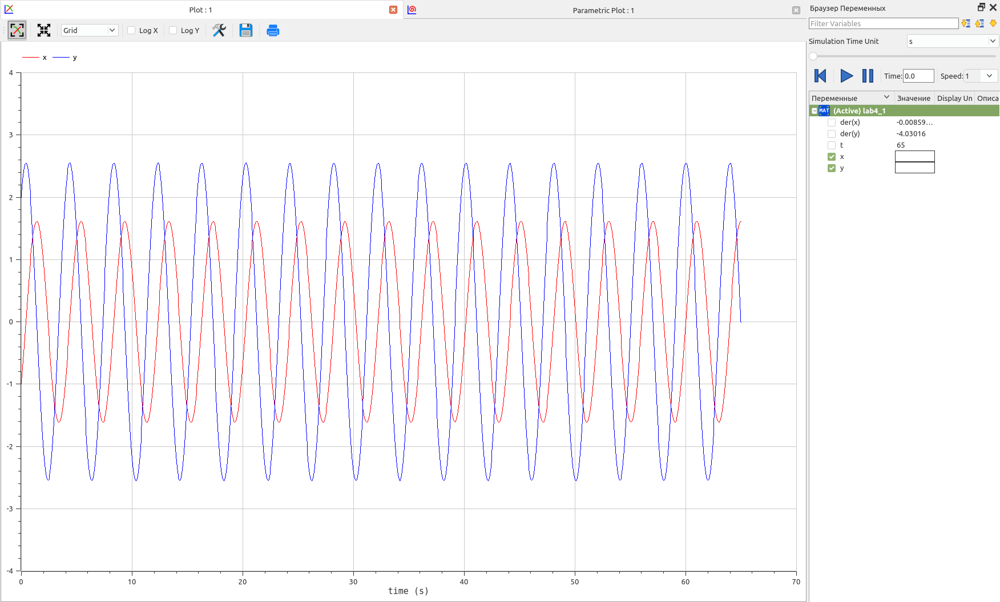 Plot : 1
Parametric Plot : 1
Браузер Переменных
Grid
Log X
Log Y
Filter Variables
Simulation Time Unit
s
Time: 0.0
Speed: 1
Переменные
Значение
Display Un
Описа
MAT
(Active) lab4_1
der(x)
-0.00859...
der(y)
-4.03016
t
65
x
y
x
y
4
3
2
1
0
-1
-2
-3
-4
0
10
20
30
40
50
60
70
time (s)